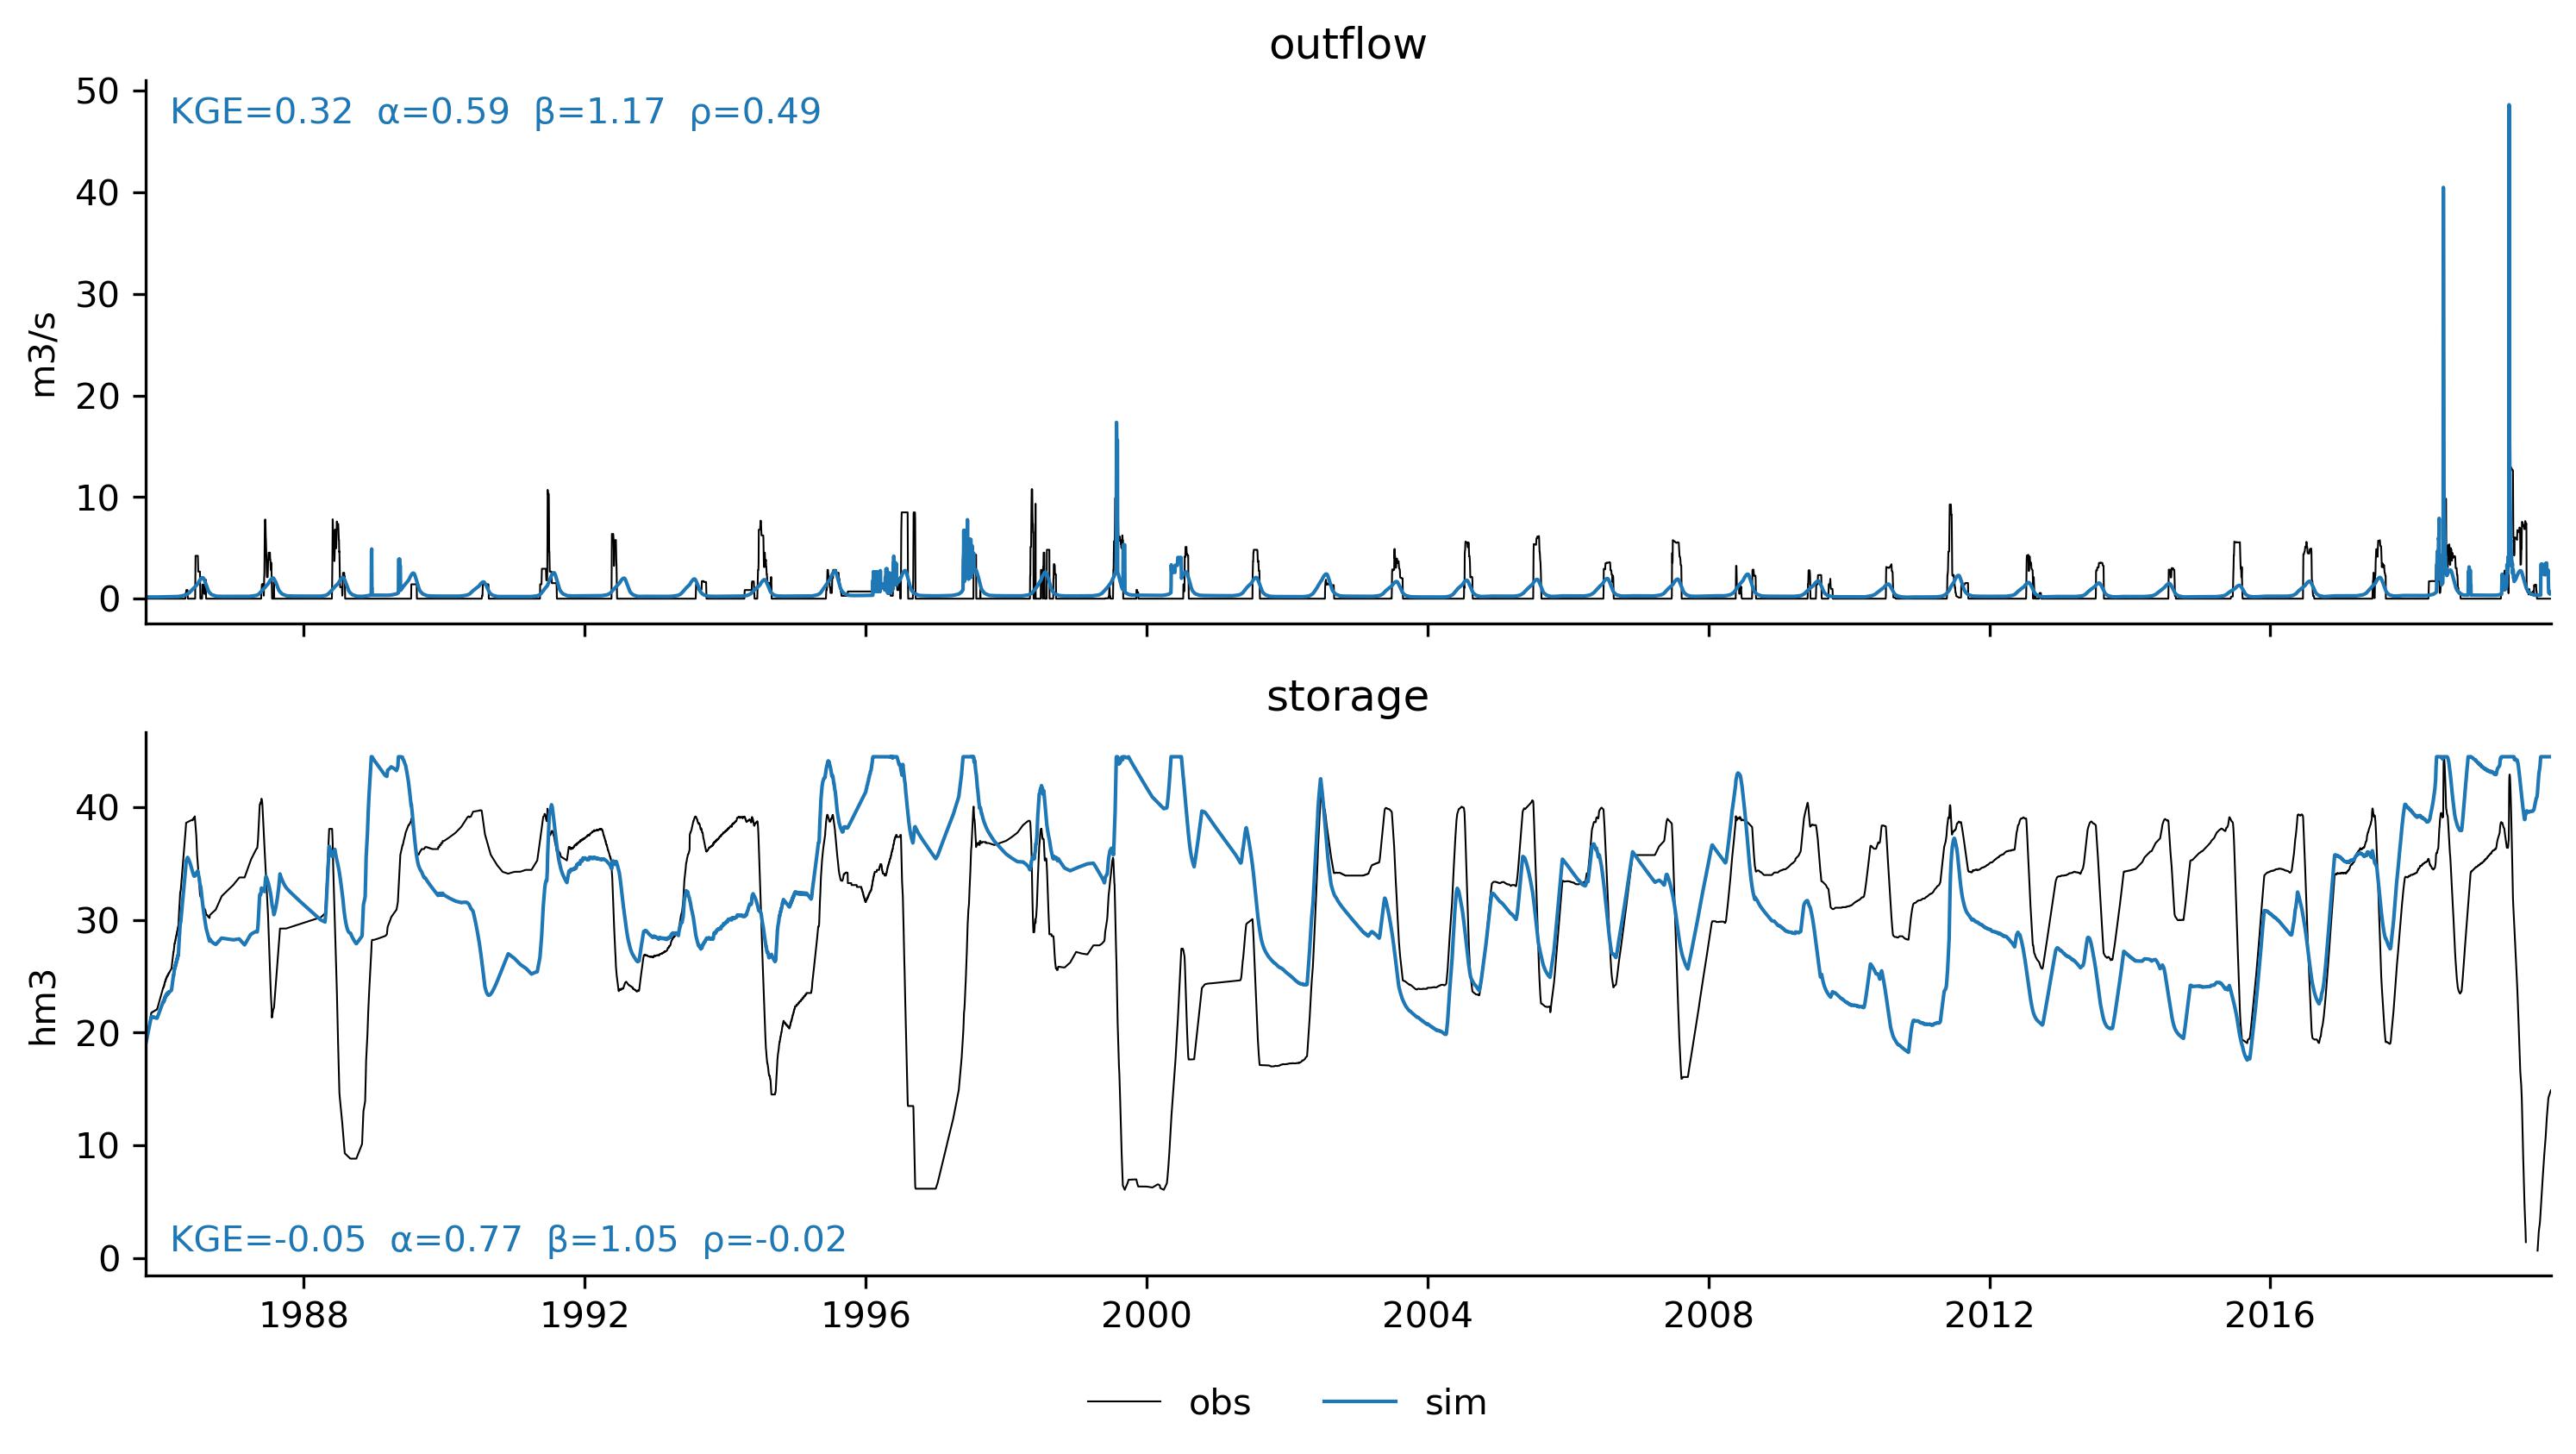 outflow
50
40
30
20
10
0
m3/s
KGE=0.32 α=0.59 β=1.17 ρ=0.49
storage
40
30
20
10
0
hm3
KGE=-0.05 α=0.77 β=1.05 ρ=-0.02
1988 1992 1996 2000 2004 2008 2012 2016
obs sim